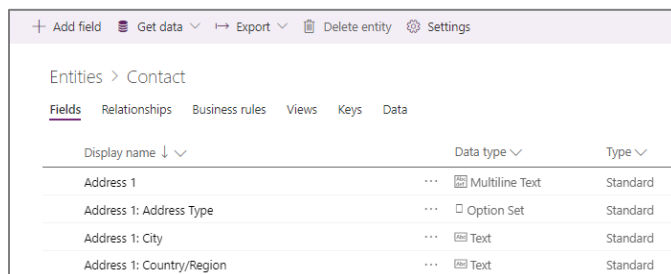 + Add field Get data Export Delete entity Settings
Entities > Contact
Fields Relationships Business rules Views Keys Data
Display name ↓ Data type Type
Address 1 ... Multiline Text Standard
Address 1: Address Type ... Option Set Standard
Address 1: City ... Text Standard
Address 1: Country/Region ... Text Standard